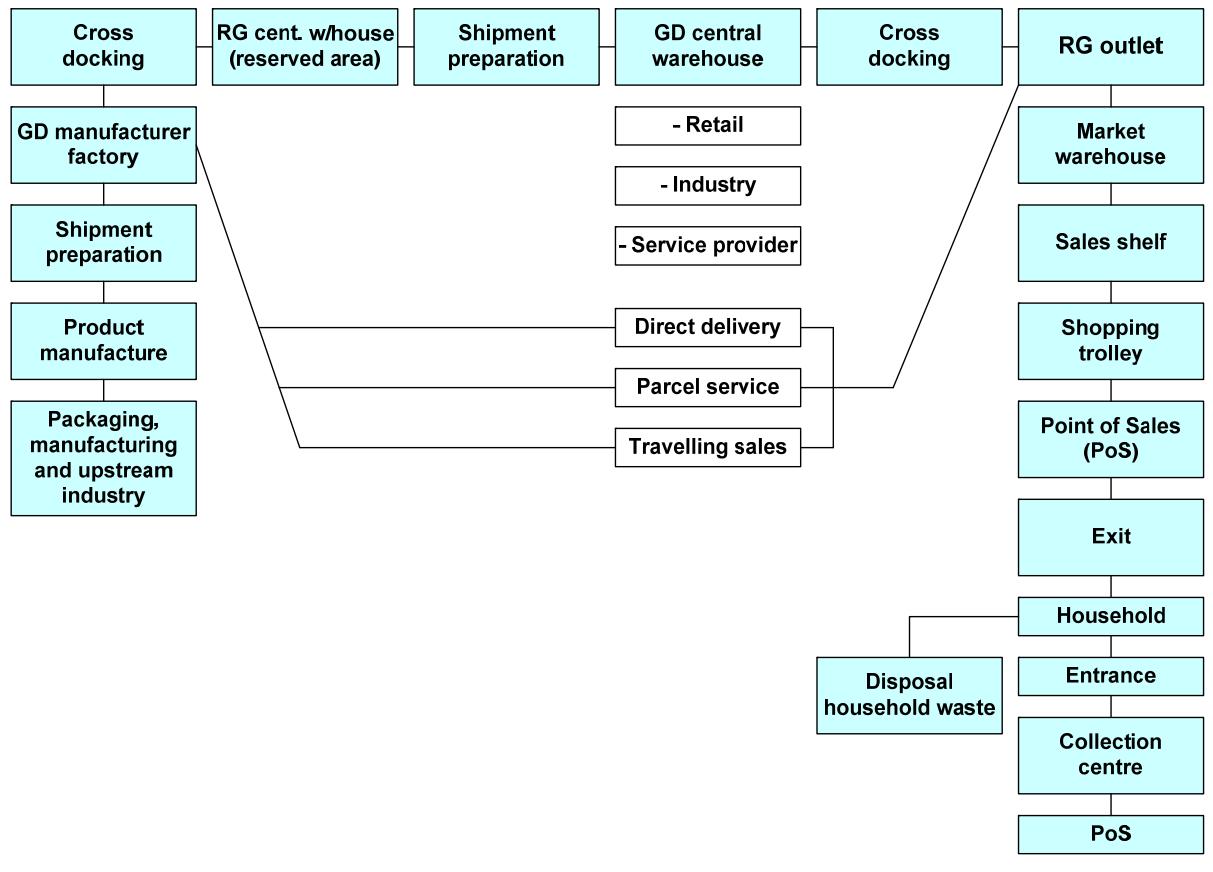 Cross
docking
RG cent. w/house
(reserved area)
Shipment
preparation
GD central
warehouse
Cross
docking
RG outlet
GD manufacturer
factory
Shipment
preparation
Product
manufacture
Packaging,
manufacturing
and upstream
industry
- Retail
- Industry
- Service provider
Direct delivery
Parcel service
Travelling sales
Market
warehouse
Sales shelf
Shopping
trolley
Point of Sales
(PoS)
Exit
Household
Disposal
household waste
Entrance
Collection
centre
PoS